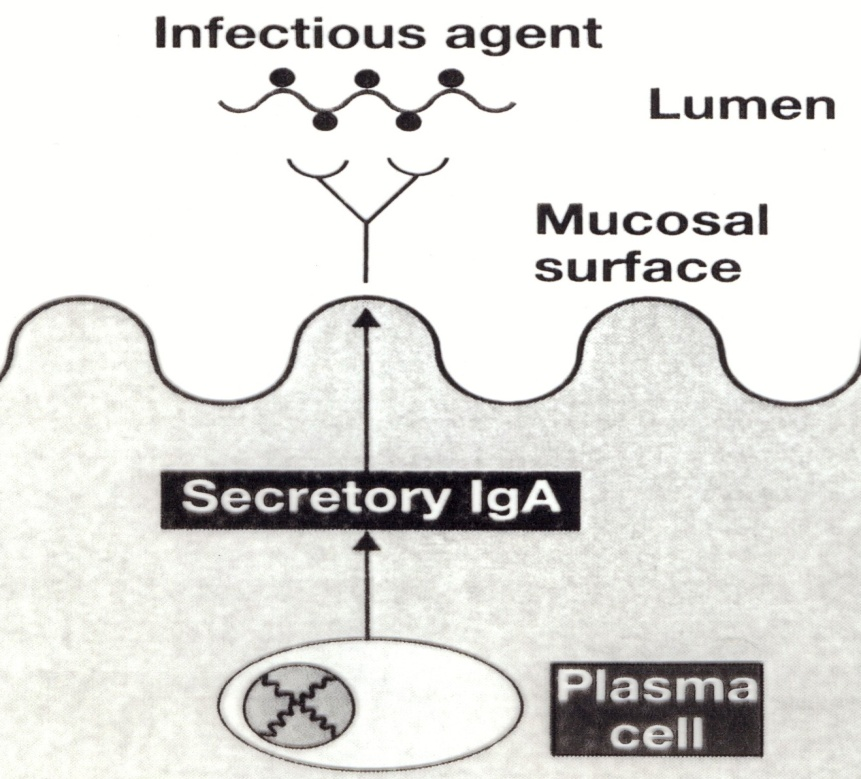 Infectious agent
Lumen
Mucosal
surface
Secretory IgA
Plasma
cell